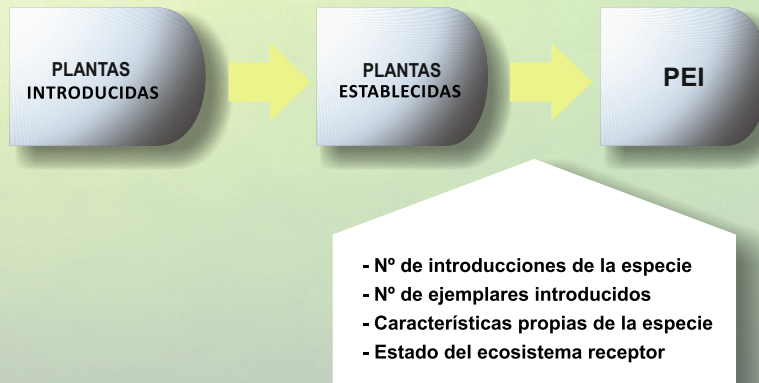 PLANTAS
INTRODUCIDAS
PLANTAS
ESTABLECIDAS
PEI
- Nº de introducciones de la especie
- Nº de ejemplares introducidos
- Características propias de la especie
- Estado del ecosistema receptor